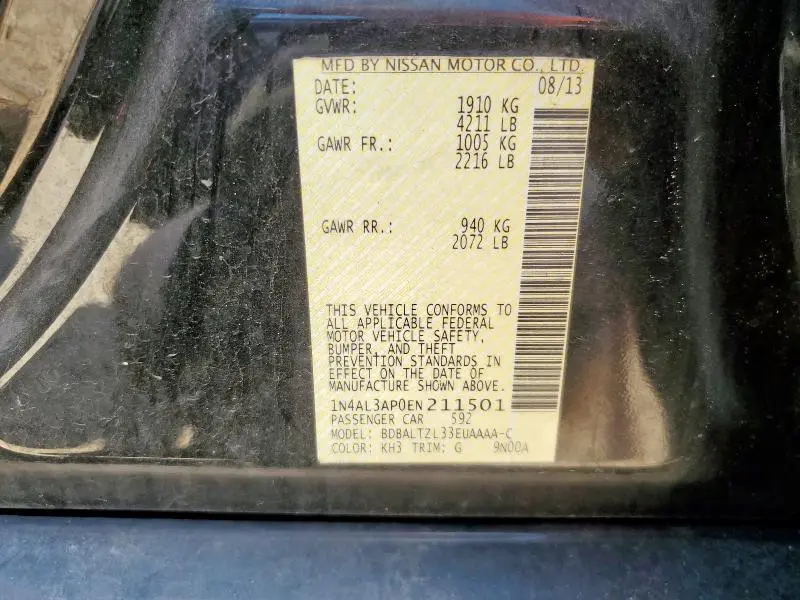 MFD BY NISSAN MOTOR CO., LTD.
DATE: 08/13
GVWR: 1910 KG
4211 LB
GAWR FR.: 1005 KG
2216 LB
GAWR RR.: 940 KG
2072 LB
THIS VEHICLE CONFORMS TO
ALL APPLICABLE FEDERAL
MOTOR VEHICLE SAFETY,
BUMPER, AND THEFT
PREVENTION STANDARDS IN
EFFECT ON THE DATE OF
MANUFACTURE SHOWN ABOVE.
1N4AL3AP0EN211501
PASSENGER CAR 592
MODEL: BDBALTZL33EUAAAA-C
COLOR: KH3 TRIM: G 9N00A